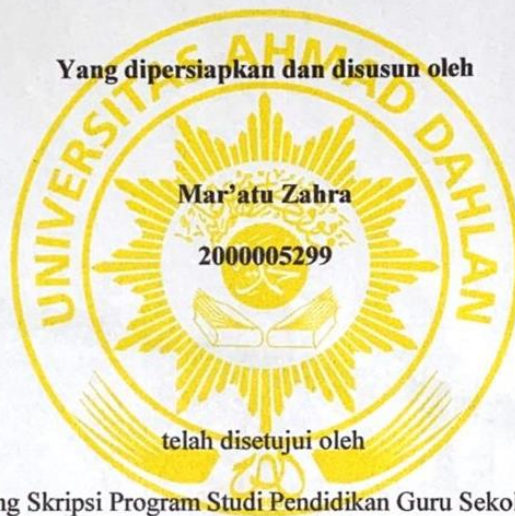 Yang dipersiapkan dan disusun oleh
UNIVERSITAS AHMAD DAHLAN
Mar’atu Zahra
2000005299
telah disetujui oleh
Skripsi Program Studi Pendidikan Guru